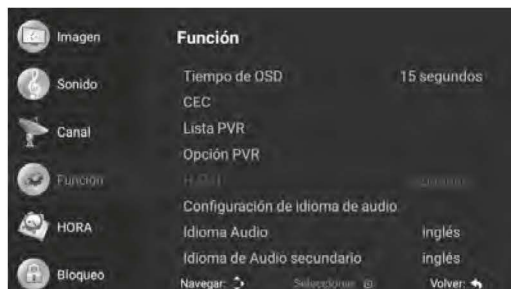 Imagen
Sonido
Canal
Función
HORA
Bloqueo
Función
Tiempo de OSD 15 segundos
CEC
Lista PVR
Opción PVR
Configuración de idioma de audio
Idioma Audio inglés
Idioma de Audio secundario inglés
Navegar: Seleccionar Volver: